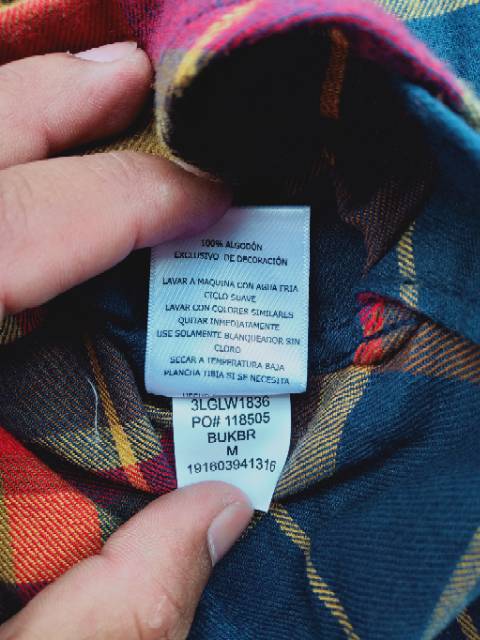 100% ALGODÓN
EXCLUSIVO DE DECORACIÓN
LAVAR A MAQUINA CON AGUA FRIA
CICLO SUAVE
LAVAR CON COLORES SIMILARLS
QUITAR INMEDIATAMENTE
USE SOLAMENTE BLANQUEADOR SIN
CLORO
SECAR A TEMPERATURA BAJA
PLANCHA TIBIA SI SE NECESITA
3LGLW1836
PO# 118505
BUKBR
M
191603941316